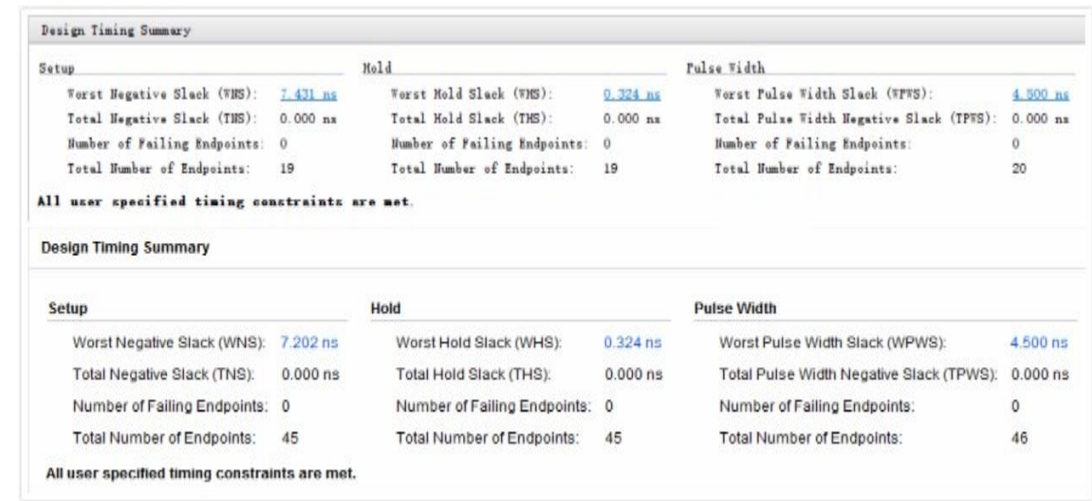 Design Timing Summary
Setup Hold Pulse Width
Worst Negative Slack (WNS): 7.431 ns Worst Hold Slack (WHS): 0.324 ns Worst Pulse Width Slack (WPWS): 4.500 ns
Total Negative Slack (TNS): 0.000 ns Total Hold Slack (THS): 0.000 ns Total Pulse Width Negative Slack (TPWS): 0.000 ns
Number of Failing Endpoints: 0 Number of Failing Endpoints: 0 Number of Failing Endpoints: 0
Total Number of Endpoints: 19 Total Number of Endpoints: 19 Total Number of Endpoints: 20
All user specified timing constraints are met.
Design Timing Summary
Setup Hold Pulse Width
Worst Negative Slack (WNS): 7.202 ns Worst Hold Slack (WHS): 0.324 ns Worst Pulse Width Slack (WPWS): 4.500 ns
Total Negative Slack (TNS): 0.000 ns Total Hold Slack (THS): 0.000 ns Total Pulse Width Negative Slack (TPWS): 0.000 ns
Number of Failing Endpoints: 0 Number of Failing Endpoints: 0 Number of Failing Endpoints: 0
Total Number of Endpoints: 45 Total Number of Endpoints: 45 Total Number of Endpoints: 46
All user specified timing constraints are met.